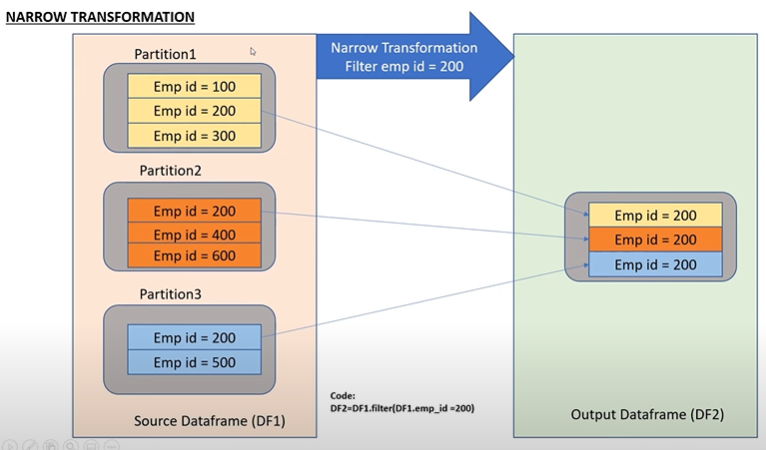 NARROW TRANSFORMATION
Partition1
Emp id = 100
Emp id = 200
Emp id = 300
Partition2
Emp id = 200
Emp id = 400
Emp id = 600
Partition3
Emp id = 200
Emp id = 500
Source Dataframe (DF1)
Narrow Transformation
Filter emp id = 200
Code:
DF2=DF1.filter(DF1.emp_id =200)
Emp id = 200
Emp id = 200
Emp id = 200
Output Dataframe (DF2)